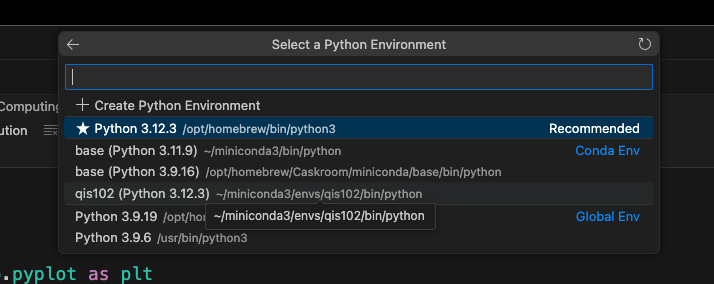 Select a Python Environment
Create Python Environment
Computing
Python 3.12.3 /opt/homebrew/bin/python3 Recommended
ution
base (Python 3.11.9) ~/miniconda3/bin/python Conda Env
base (Python 3.9.16) /opt/homebrew/Caskroom/miniconda/base/bin/python
qis102 (Python 3.12.3) ~/miniconda3/envs/qis102/bin/python
Python 3.9.19 /opt/ho Global Env
~/miniconda3/envs/qis102/bin/python
Python 3.9.6 /usr/bin/python3
.pyplot as plt